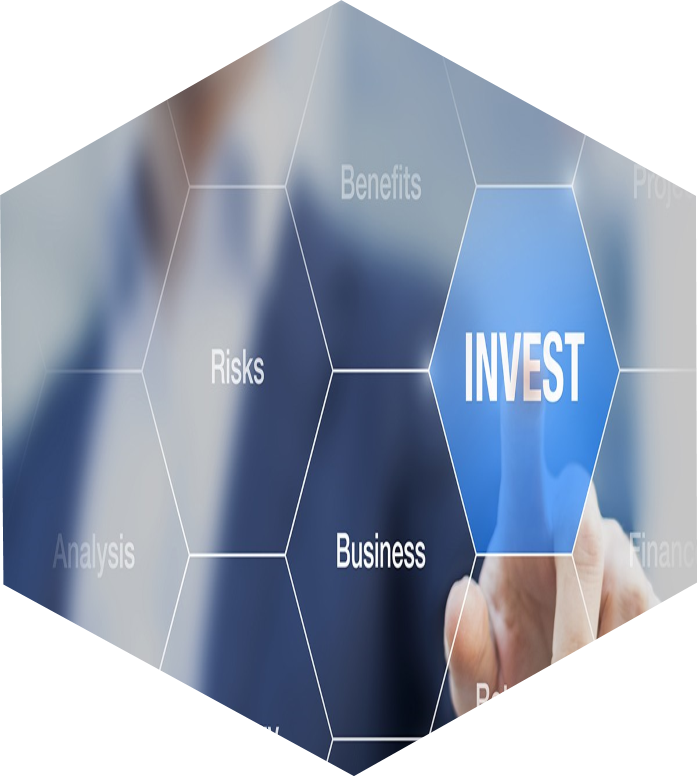 Benefits
INVEST
Risks
Business
Analysis